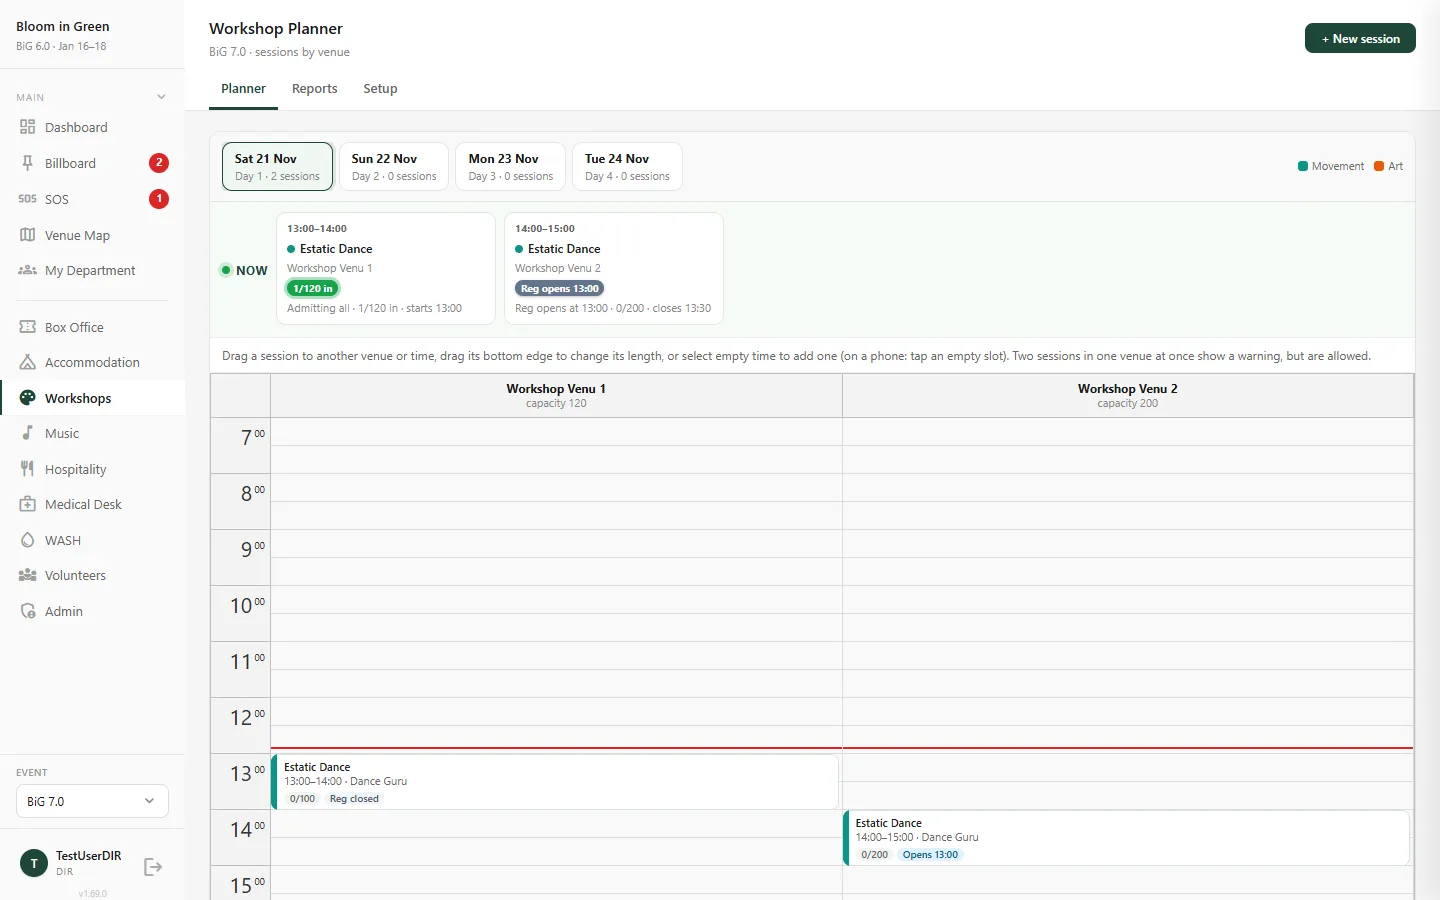 Bloom in Green
BiG 6.0 · Jan 16–18
MAIN
Dashboard
Billboard 2
SOS SOS 1
Venue Map
My Department
Box Office
Accommodation
Workshops
Music
Hospitality
Medical Desk
WASH
Volunteers
Admin
EVENT
BiG 7.0
T TestUserDIR
DIR
v1.69.0
Workshop Planner
BiG 7.0 · sessions by venue
+ New session
Planner Reports Setup
Sat 21 Nov
Day 1 · 2 sessions
Sun 22 Nov
Day 2 · 0 sessions
Mon 23 Nov
Day 3 · 0 sessions
Tue 24 Nov
Day 4 · 0 sessions
Movement Art
NOW
13:00–14:00
Estatic Dance
Workshop Venu 1
1/120 in
Admitting all · 1/120 in · starts 13:00
14:00–15:00
Estatic Dance
Workshop Venu 2
Reg opens 13:00
Reg opens at 13:00 · 0/200 · closes 13:30
Drag a session to another venue or time, drag its bottom edge to change its length, or select empty time to add one (on a phone: tap an empty slot). Two sessions in one venue at once show a warning, but are allowed.
Workshop Venu 1
capacity 120
Workshop Venu 2
capacity 200
7 00
8 00
9 00
10 00
11 00
12 00
13 00
Estatic Dance
13:00–14:00 · Dance Guru
0/100 Reg closed
14 00
Estatic Dance
14:00–15:00 · Dance Guru
0/200 Opens 13:00
15 00